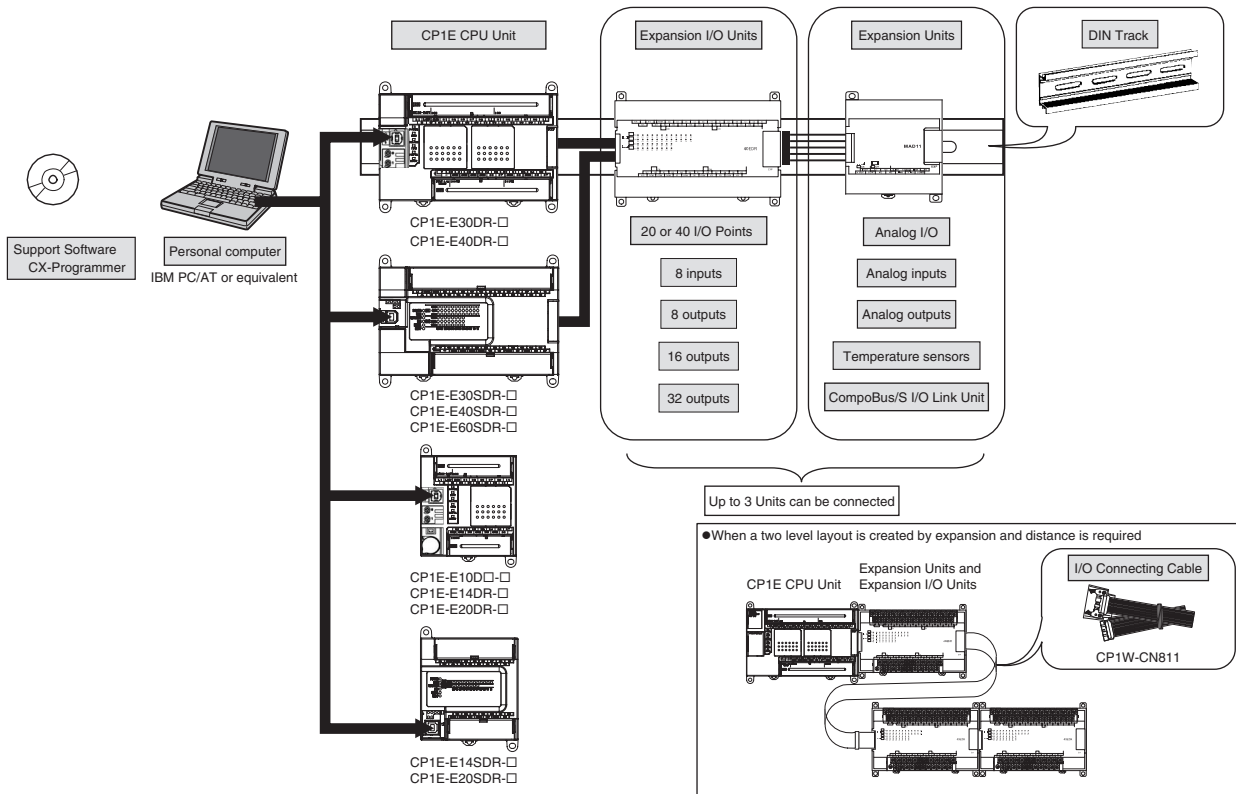 CP1E CPU Unit
Expansion I/O Units
Expansion Units
DIN Track
40EDR
MAD11
CP1E-E30DR-□
CP1E-E40DR-□
Support Software
CX-Programmer
Personal computer
IBM PC/AT or equivalent
20 or 40 I/O Points
8 inputs
8 outputs
16 outputs
32 outputs
Analog I/O
Analog inputs
Analog outputs
Temperature sensors
CompoBus/S I/O Link Unit
CP1E-E30SDR-□
CP1E-E40SDR-□
CP1E-E60SDR-□
Up to 3 Units can be connected
CP1E-E10D□-□
CP1E-E14DR-□
CP1E-E20DR-□
CP1E-E14SDR-□
CP1E-E20SDR-□
●When a two level layout is created by expansion and distance is required
CP1E CPU Unit
Expansion Units and
Expansion I/O Units
I/O Connecting Cable
CP1W-CN811